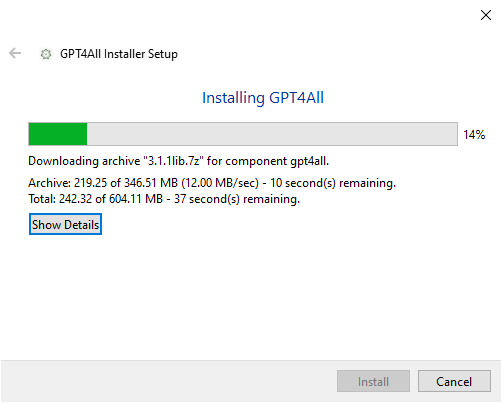 GPT4All Installer Setup
Installing GPT4All
14%
Downloading archive "3.1.1lib.7z" for component gpt4all.
Archive: 219.25 of 346.51 MB (12.00 MB/sec) - 10 second(s) remaining.
Total: 242.32 of 604.11 MB - 37 second(s) remaining.
Show Details
Install
Cancel